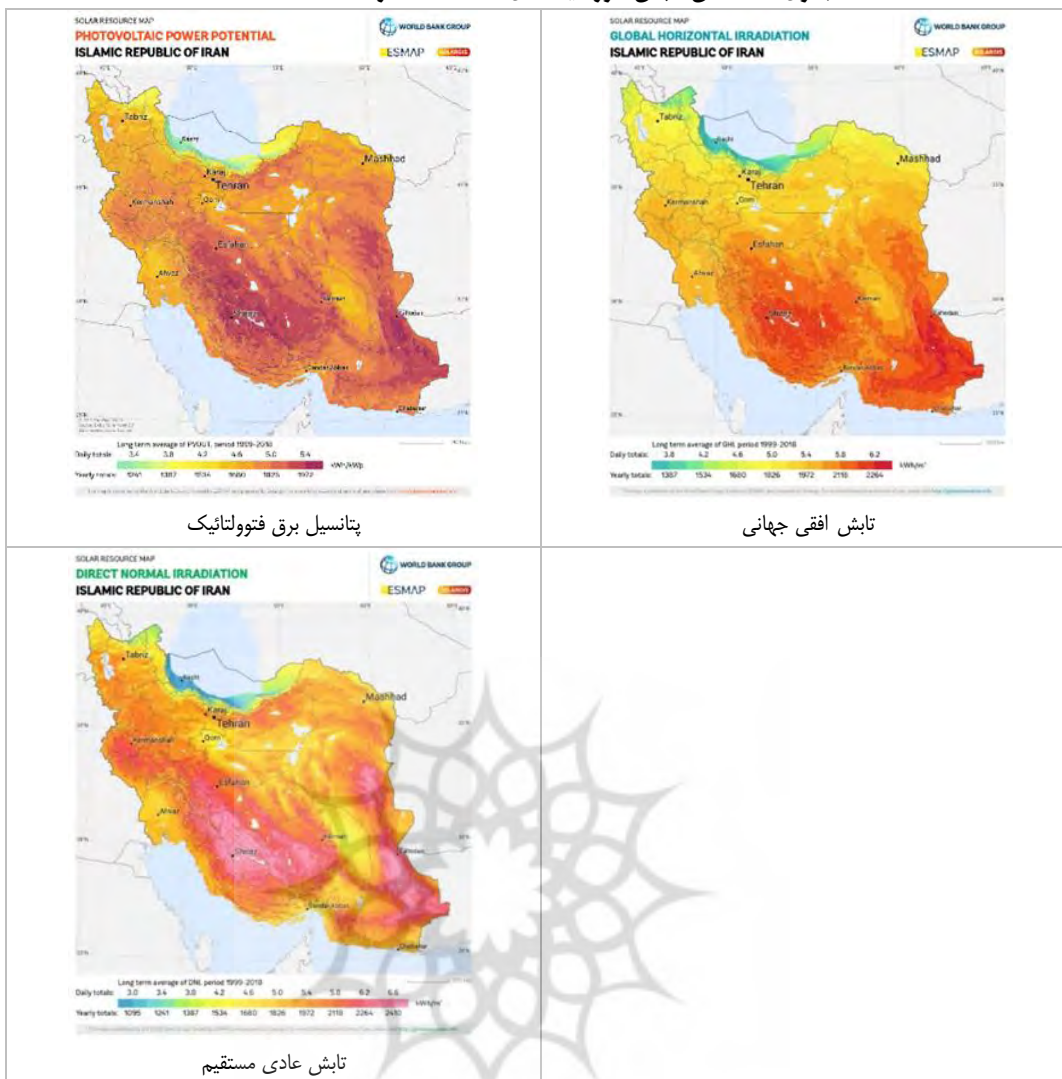 SOLAR RESOURCE MAP
PHOTOVOLTAIC POWER POTENTIAL
ISLAMIC REPUBLIC OF IRAN
WORLD BANK GROUP
ESMAP
SOLARGIS
Tabriz
Rasht
Mashhad
Karaj
Tehran
Qom
Kermanshah
Esfahan
Ahvaz
Kerman
Shiraz
Zahedan
Bandar Abbas
Chabahar
Long term average of PVOUT, period 1999-2018
Daily totals: 3.4 3.8 4.2 4.6 5.0 5.4
kWh/kWp
Yearly totals: 1241 1387 1534 1680 1826 1972
پتانسیل برق فتوولتائیک
SOLAR RESOURCE MAP
GLOBAL HORIZONTAL IRRADIATION
ISLAMIC REPUBLIC OF IRAN
WORLD BANK GROUP
ESMAP
SOLARGIS
Tabriz
Rasht
Mashhad
Karaj
Tehran
Qom
Kermanshah
Esfahan
Ahvaz
Kerman
Shiraz
Zahedan
Bandar Abbas
Chabahar
Long term average of GHI, period 1999-2018
Daily totals: 3.8 4.2 4.6 5.0 5.4 5.8 6.2
kWh/m²
Yearly totals: 1387 1534 1680 1826 1972 2118 2264
تابش افقی جهانی
SOLAR RESOURCE MAP
DIRECT NORMAL IRRADIATION
ISLAMIC REPUBLIC OF IRAN
WORLD BANK GROUP
ESMAP
SOLARGIS
Tabriz
Rasht
Mashhad
Karaj
Tehran
Qom
Kermanshah
Esfahan
Ahvaz
Kerman
Shiraz
Zahedan
Bandar Abbas
Chabahar
Long term average of DNI, period 1999-2018
Daily totals: 3.0 3.4 3.8 4.2 4.6 5.0 5.4 5.8 6.2 6.6
kWh/m²
Yearly totals: 1095 1241 1387 1534 1680 1826 1972 2118 2264 2410
تابش عادی مستقیم